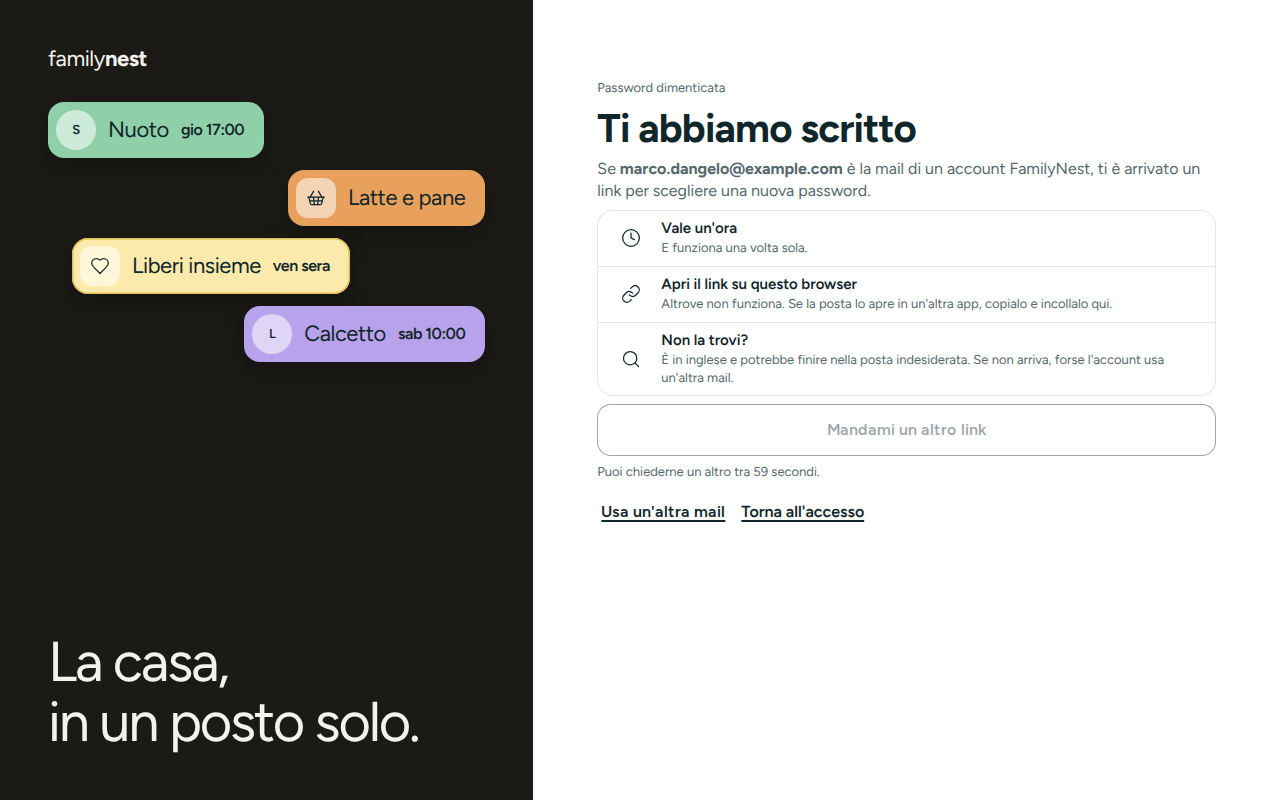 familynest
S Nuoto gio 17:00
Latte e pane
Liberi insieme ven sera
L Calcetto sab 10:00
La casa,
in un posto solo.
Password dimenticata
Ti abbiamo scritto
Se marco.dangelo@example.com è la mail di un account FamilyNest, ti è arrivato un
link per scegliere una nuova password.
Vale un'ora
E funziona una volta sola.
Apri il link su questo browser
Altrove non funziona. Se la posta lo apre in un'altra app, copialo e incollalo qui.
Non la trovi?
È in inglese e potrebbe finire nella posta indesiderata. Se non arriva, forse l'account usa
un'altra mail.
Mandami un altro link
Puoi chiederne un altro tra 59 secondi.
Usa un'altra mail Torna all'accesso